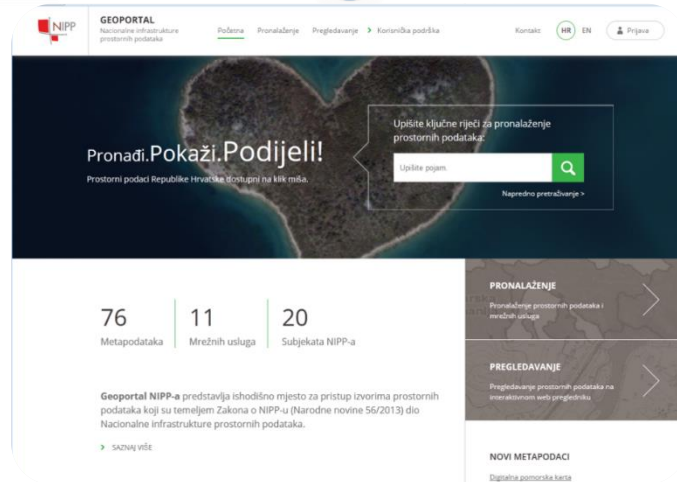 NIPP
GEOPORTAL
Nacionalne infrastrukture
prostornih podataka
Početna Pronalaženje Pregledavanje Korisnička podrška Kontakt HR EN Prijava
Pronađi.Pokaži.Podijeli!
Prostorni podaci Republike Hrvatske dostupni na klik miša.
Upišite ključne riječi za pronalaženje
prostornih podataka:
Upišite pojam
Napredno pretraživanje >
76
Metapodataka
11
Mrežnih usluga
20
Subjekata NIPP-a
Geoportal NIPP-a predstavlja ishodišno mjesto za pristup izvorima prostornih
podataka koji su temeljem Zakona o NIPP-u (Narodne novine 56/2013) dio
Nacionalne infrastrukture prostornih podataka.
> SAZNAJ VIŠE
PRONALAŽENJE
Pronalaženje prostornih podataka i
mrežnih usluga
PREGLEDAVANJE
Pregledavanje prostornih podataka na
interaktivnom web pregledniku
NOVI METAPODACI
Digitalna pomorska karta